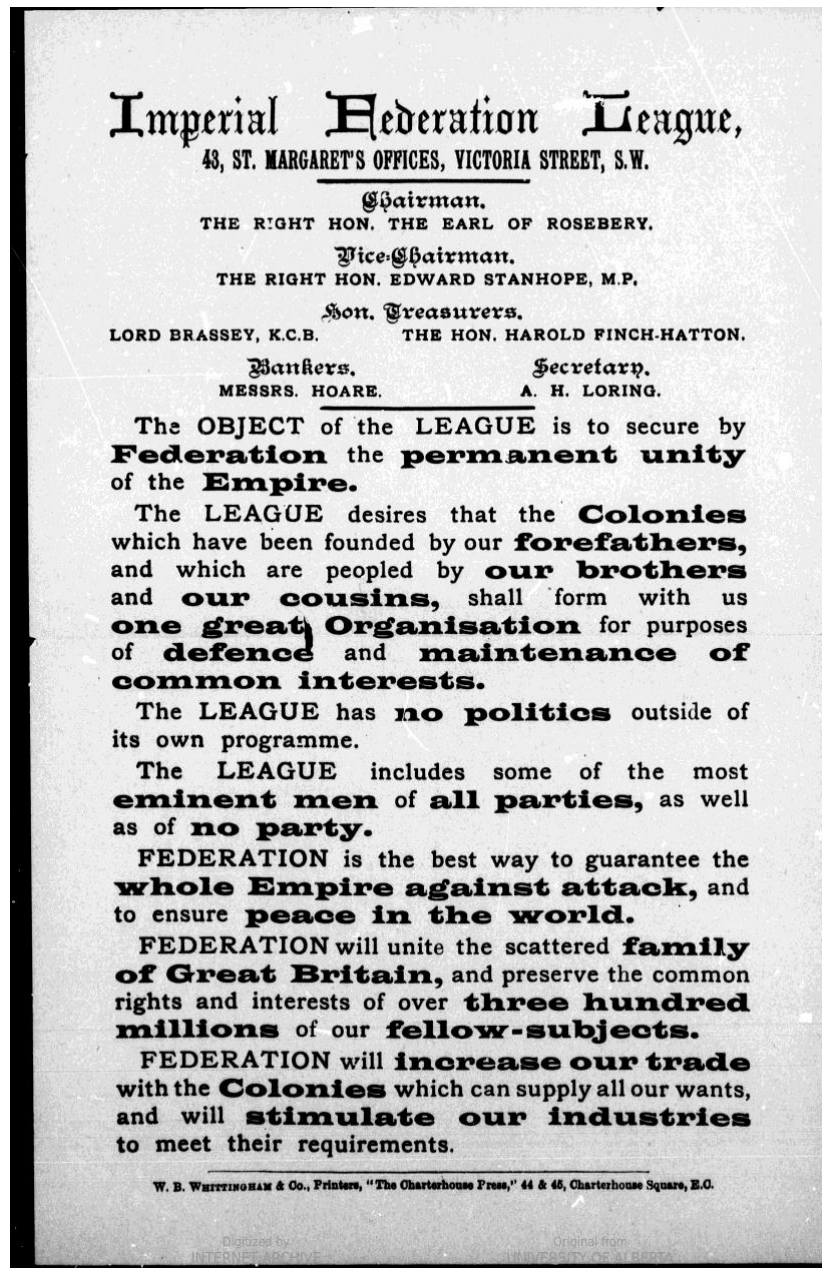 Imperial Federation League,
43, ST. MARGARET'S OFFICES, VICTORIA STREET, S.W.
Chairman.
THE RIGHT HON. THE EARL OF ROSEBERY.
Vice-Chairman.
THE RIGHT HON. EDWARD STANHOPE, M.P.
Hon. Treasurers.
LORD BRASSEY, K.C.B. THE HON. HAROLD FINCH-HATTON.
Bankers. Secretary.
MESSRS. HOARE. A. H. LORING.
The OBJECT of the LEAGUE is to secure by
Federation the permanent unity
of the Empire.
The LEAGUE desires that the Colonies
which have been founded by our forefathers,
and which are peopled by our brothers
and our cousins, shall form with us
one great Organisation for purposes
of defence and maintenance of
common interests.
The LEAGUE has no politics outside of
its own programme.
The LEAGUE includes some of the most
eminent men of all parties, as well
as of no party.
FEDERATION is the best way to guarantee the
whole Empire against attack, and
to ensure peace in the world.
FEDERATION will unite the scattered family
of Great Britain, and preserve the common
rights and interests of over three hundred
millions of our fellow-subjects.
FEDERATION will increase our trade
with the Colonies which can supply all our wants,
and will stimulate our industries
to meet their requirements.
W. B. WHITTINGHAM & Co., Printers, "The Charterhouse Press," 44 & 45, Charterhouse Square, E.C.
Digitized by Original from
INTERNET ARCHIVE UNIVERSITY OF ALBERTA